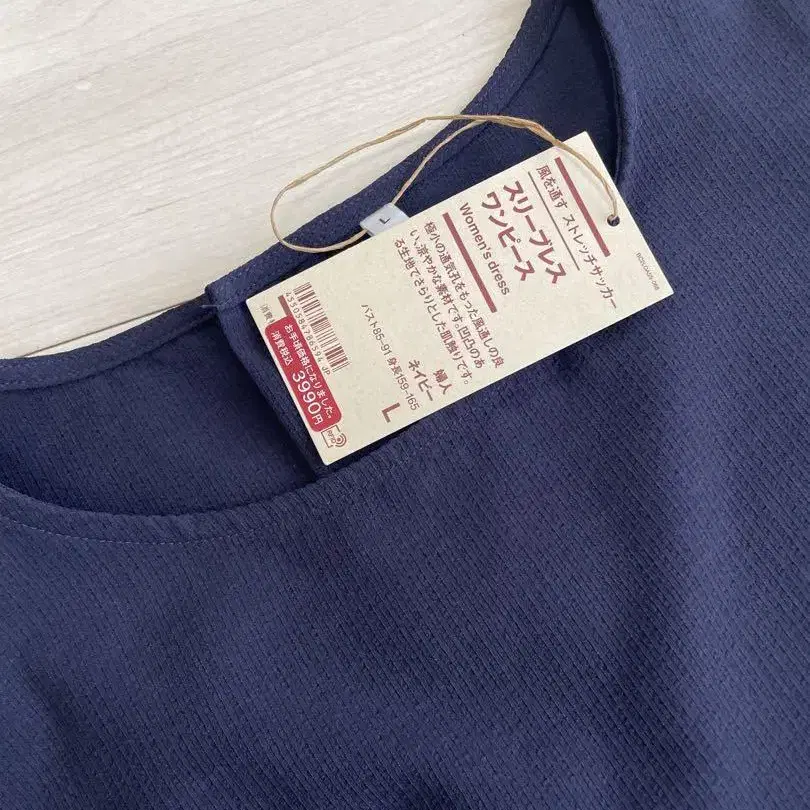 風を通す ストレッチサッカー
スリーブレス
ワンピース
Women's dress
極小の通気孔をもった風通しの良
い、涼やかな素材です。凹凸のあ
る生地でさらりとした肌触りです。
婦人
ネイビー
バスト85-91 身長159-165
L
4550584786594 JP
お手頃価格になりました。
消費税込 3990円
RFID
L